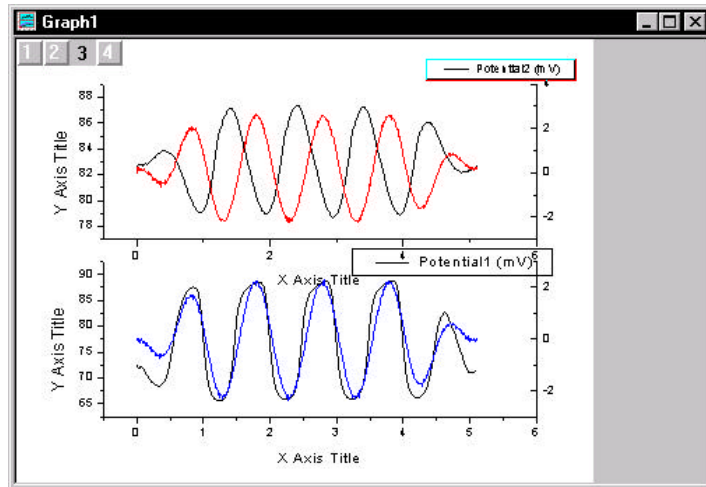 Graph1
1 2 3 4
Potential2 (mV)
88
86
84
82
80
78
Y Axis Title
4
2
0
-2
0 2 4 6
X Axis Title
Potential1 (mV)
90
85
80
75
70
65
Y Axis Title
2
0
-2
0 1 2 3 4 5 6
X Axis Title